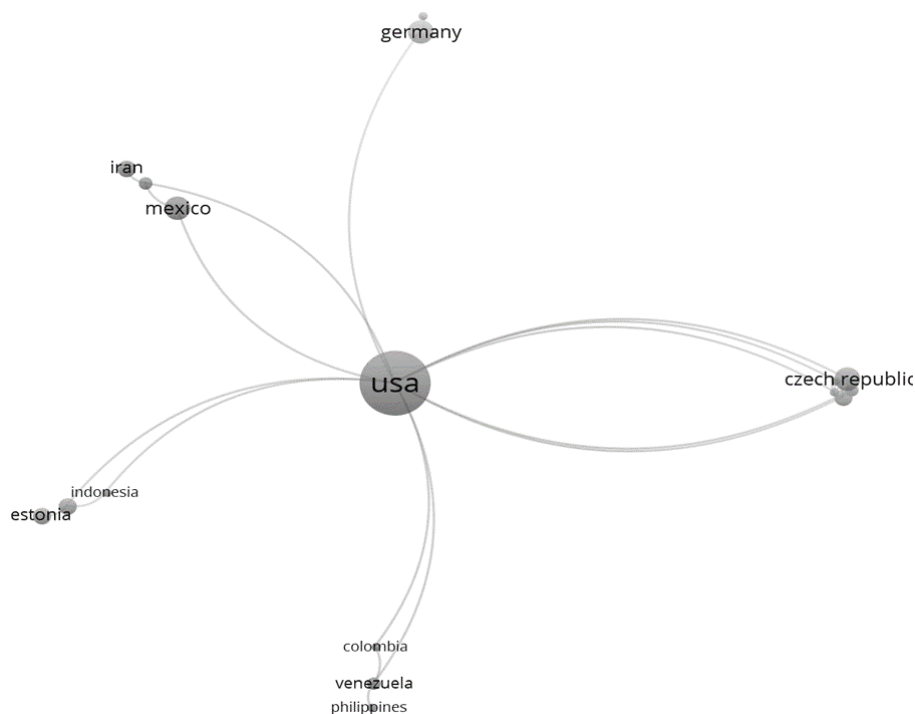 germany
iran
mexico
usa
czech republic
indonesia
estonia
colombia
venezuela
philippines